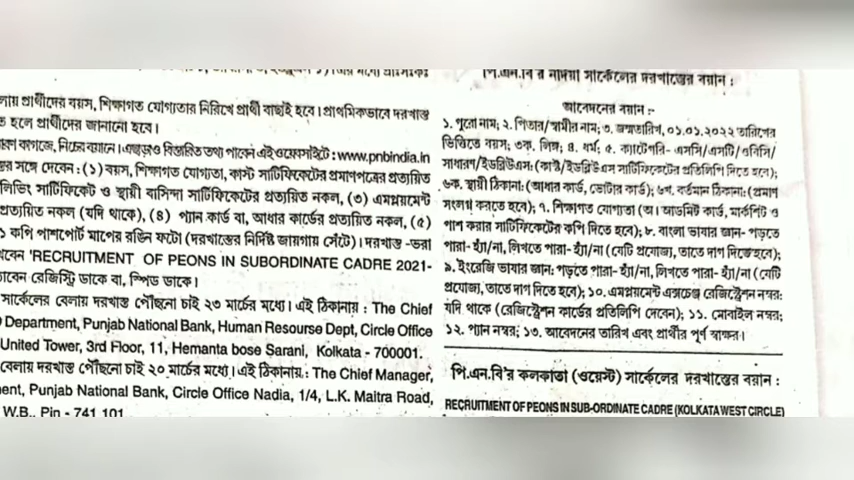 লায় প্রার্থীদের বয়স, শিক্ষাগত যোগ্যতার নিরিখে প্রার্থী বাছাই হবে। প্রাথমিকভাবে দরখাস্ত
ত হলে প্রার্থীদের জানানো হবে।
কাগজে, নিচের বয়ানে। এছাড়াও বিস্তারিত তথ্য পাবেন এই ওয়েবসাইটে : www.pnbindia.in
সঙ্গে দেবেন : (১) বয়স, শিক্ষাগত যোগ্যতা, কাস্ট সার্টিফিকেটের প্রমাণপত্রের প্রত্যয়িত
লিভিং সার্টিফিকেট ও স্থায়ী বাসিন্দা সার্টিফিকেটের প্রত্যয়িত নকল, (৩) এমপ্লয়মেন্ট
প্রত্যয়িত নকল (যদি থাকে), (৪) প্যান কার্ড বা, আধার কার্ডের প্রত্যয়িত নকল, (৫)
১ কপি পাশপোর্ট মাপের রঙিন ফটো (দরখাস্তের নির্দিষ্ট জায়গায় সেঁটে)। দরখাস্ত -ভরা
খবেন 'RECRUITMENT OF PEONS IN SUBORDINATE CADRE 2021-
ঠাবেন রেজিস্ট্রি ডাকে বা, স্পিড ডাকে।
সার্কেলের বেলায় দরখাস্ত পৌঁছনো চাই ২৩ মার্চের মধ্যে। এই ঠিকানায় : The Chief
Department, Punjab National Bank, Human Resourse Dept, Circle Office
United Tower, 3rd Floor, 11, Hemanta bose Sarani, Kolkata - 700001.
বেলায় দরখাস্ত পৌঁছনো চাই ২০ মার্চের মধ্যে। এই ঠিকানায় : The Chief Manager,
ent, Punjab National Bank, Circle Office Nadia, 1/4, L.K. Maitra Road,
W.B., Pin - 741 101
পি.এন.বি'র নদিয়া সার্কেলের দরখাস্তের বয়ান :
আবেদনের বয়ান :-
১. পুরো নাম; ২. পিতার/স্বামীর নাম; ৩. জন্মতারিখ, ০১.০১.২০২২ তারিখের
ভিত্তিতে বয়স; ৩ক. লিঙ্গ; ৪. ধর্ম; ৫. ক্যাটেগরি- এসসি/এসটি/ওবিসি/
সাধারণ/ইডব্লিউএস: (কাস্ট/ইডব্লিউএস সার্টিফিকেটের প্রতিলিপি দিতে হবে);
৬ক. স্থায়ী ঠিকানা: (আধার কার্ড, ভোটার কার্ড); ৬খ. বর্তমান ঠিকানা: (প্রমাণ
সংলগ্ন করতে হবে); ৭. শিক্ষাগত যোগ্যতা (অ্য আডমিট কার্ড, মার্কশিট ও
পাশ করার সার্টিফিকেটের কপি দিতে হবে); ৮. বাংলা ভাষার জ্ঞান- পড়তে
পারা- হ্যাঁ/না, লিখতে পারা- হ্যাঁ/না (যেটি প্রযোজ্য, তাতে দাগ দিতে হবে);
৯. ইংরেজি ভাষার জ্ঞান: পড়তে পারা- হ্যাঁ/না, লিখতে পারা- হ্যাঁ/না (যেটি
প্রযোজ্য, তাতে দাগ দিতে হবে); ১০. এমপ্লয়মেন্ট এক্সচেঞ্জ রেজিস্ট্রেশন নম্বর:
যদি থাকে (রেজিস্ট্রেশন কার্ডের প্রতিলিপি দেবেন); ১১. মোবাইল নম্বর;
১২. প্যান নম্বর; ১৩. আবেদনের তারিখ এবং প্রার্থীর পূর্ণ স্বাক্ষর।
পি.এন.বি'র কলকাতা (ওয়েস্ট) সার্কেলের দরখাস্তের বয়ান :
RECRUITMENT OF PEONS IN SUB-ORDINATE CADRE (KOLKATA WEST CIRCLE)